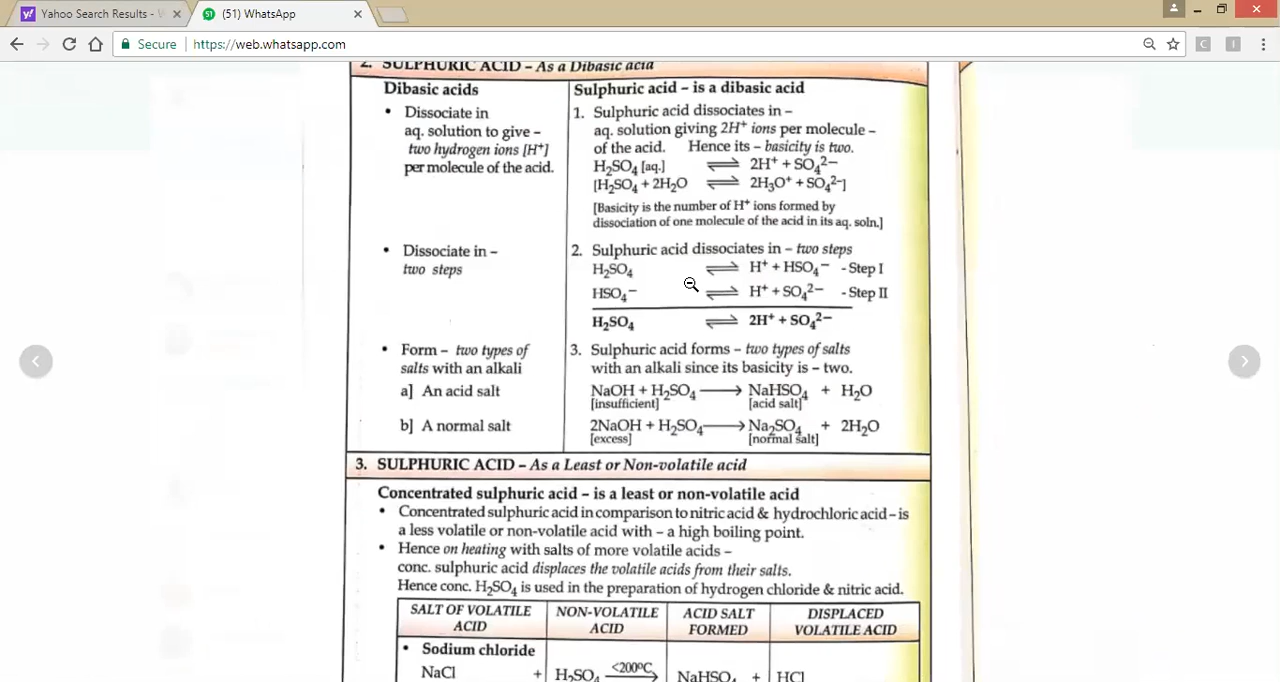 Yahoo Search Results -
(51) WhatsApp
Secure
https://web.whatsapp.com
2. SULPHURIC ACID – As a Dibasic acid
Dibasic acids
• Dissociate in
aq. solution to give –
two hydrogen ions [H⁺]
per molecule of the acid.
• Dissociate in –
two steps
• Form – two types of
salts with an alkali
a] An acid salt
b] A normal salt
Sulphuric acid – is a dibasic acid
1. Sulphuric acid dissociates in –
aq. solution giving 2H⁺ ions per molecule –
of the acid. Hence its – basicity is two.
H₂SO₄ [aq.] ⇌ 2H⁺ + SO₄²⁻
[H₂SO₄ + 2H₂O ⇌ 2H₃O⁺ + SO₄²⁻]
[Basicity is the number of H⁺ ions formed by
dissociation of one molecule of the acid in its aq. soln.]
2. Sulphuric acid dissociates in – two steps
H₂SO₄ ⇌ H⁺ + HSO₄⁻ - Step I
HSO₄⁻ ⇌ H⁺ + SO₄²⁻ - Step II
H₂SO₄ ⇌ 2H⁺ + SO₄²⁻
3. Sulphuric acid forms – two types of salts
with an alkali since its basicity is – two.
NaOH + H₂SO₄ ⟶ NaHSO₄ + H₂O
[insufficient] [acid salt]
2NaOH + H₂SO₄ ⟶ Na₂SO₄ + 2H₂O
[excess] [normal salt]
3. SULPHURIC ACID – As a Least or Non-volatile acid
Concentrated sulphuric acid – is a least or non-volatile acid
• Concentrated sulphuric acid in comparison to nitric acid & hydrochloric acid – is
a less volatile or non-volatile acid with – a high boiling point.
• Hence on heating with salts of more volatile acids –
conc. sulphuric acid displaces the volatile acids from their salts.
Hence conc. H₂SO₄ is used in the preparation of hydrogen chloride & nitric acid.
SALT OF VOLATILE
ACID
NON-VOLATILE
ACID
ACID SALT
FORMED
DISPLACED
VOLATILE ACID
• Sodium chloride
NaCl + H₂SO₄ <200°C ⟶ NaHSO₄ + HCl